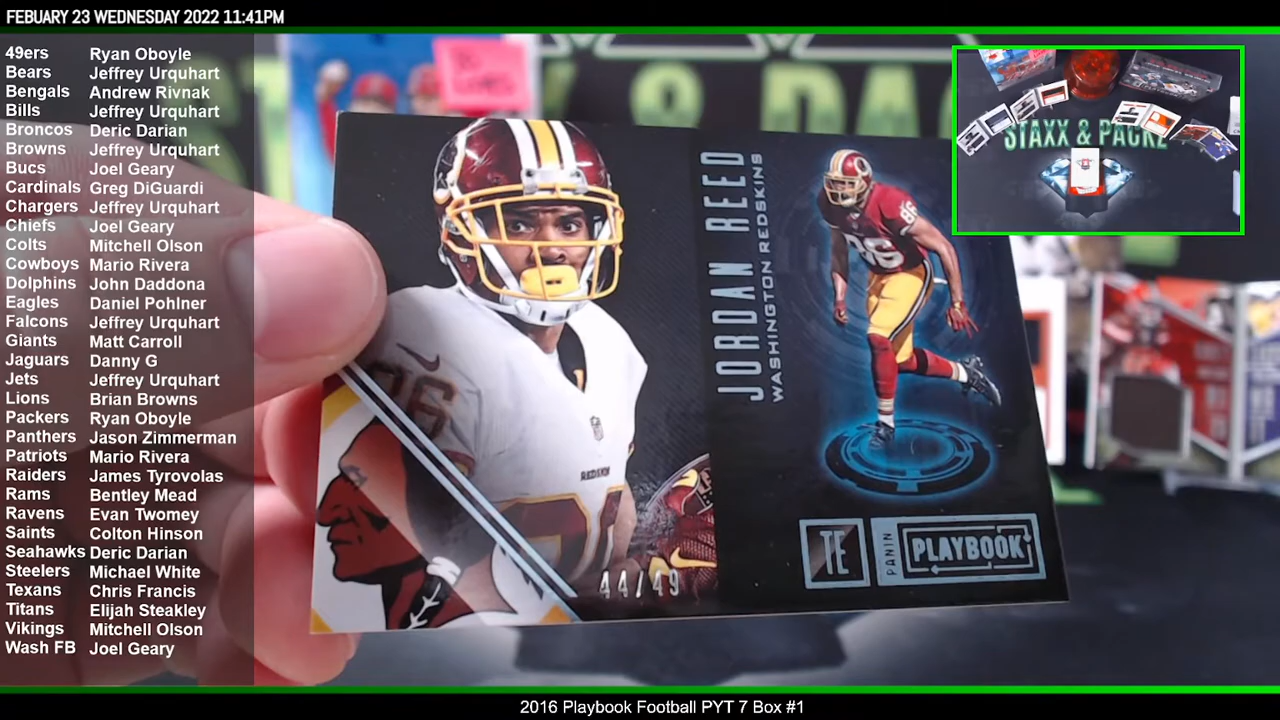 FEBUARY 23 WEDNESDAY 2022 11:41PM
49ers Ryan Oboyle
Bears Jeffrey Urquhart
Bengals Andrew Rivnak
Bills Jeffrey Urquhart
Broncos Deric Darian
Browns Jeffrey Urquhart
Bucs Joel Geary
Cardinals Greg DiGuardi
Chargers Jeffrey Urquhart
Chiefs Joel Geary
Colts Mitchell Olson
Cowboys Mario Rivera
Dolphins John Daddona
Eagles Daniel Pohlner
Falcons Jeffrey Urquhart
Giants Matt Carroll
Jaguars Danny G
Jets Jeffrey Urquhart
Lions Brian Browns
Packers Ryan Oboyle
Panthers Jason Zimmerman
Patriots Mario Rivera
Raiders James Tyrovolas
Rams Bentley Mead
Ravens Evan Twomey
Saints Colton Hinson
Seahawks Deric Darian
Steelers Michael White
Texans Chris Francis
Titans Elijah Steakley
Vikings Mitchell Olson
Wash FB Joel Geary
JORDAN REED
WASHINGTON REDSKINS
86
86
86
REDSKINS
44/49
TE
PANINI
PLAYBOOK
STAXX & PACKZ
2016 Playbook Football PYT 7 Box #1